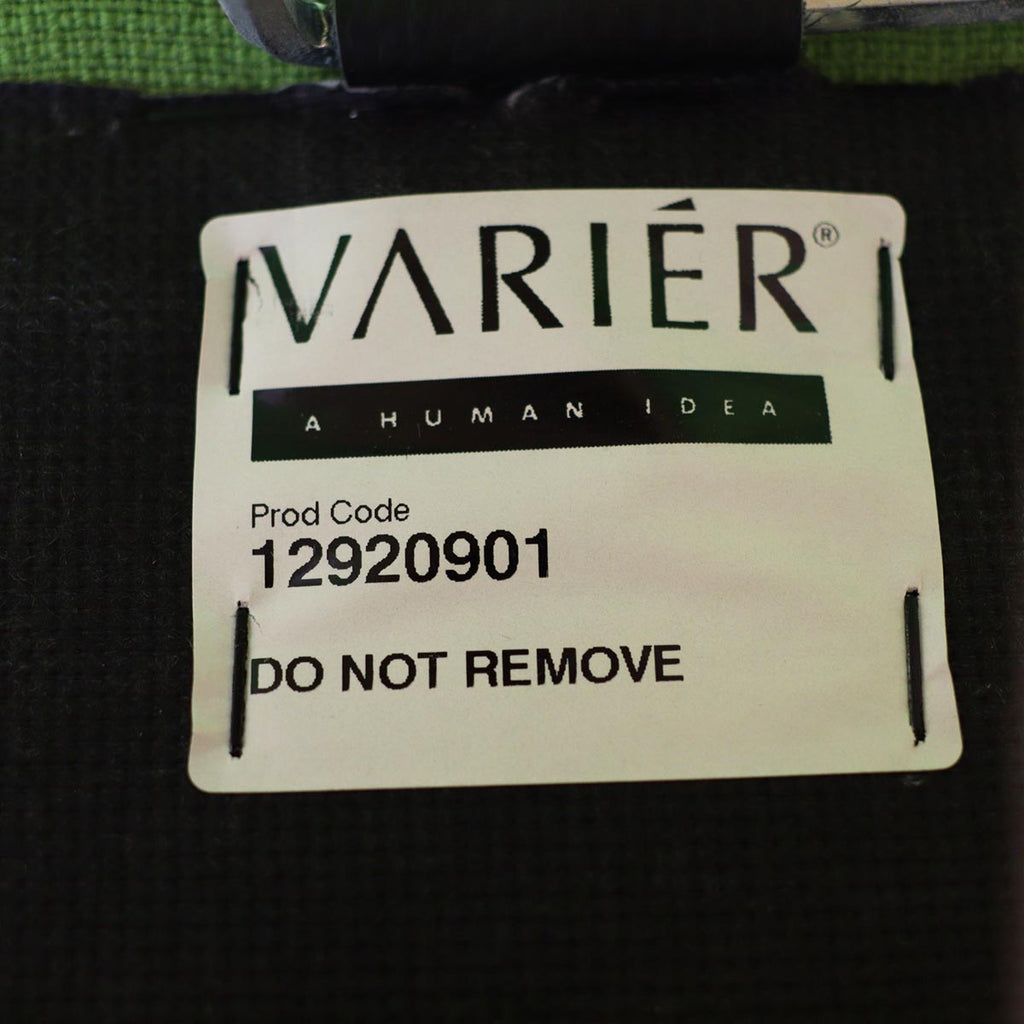 VARIÉR®
A HUMAN IDEA
Prod Code
12920901
DO NOT REMOVE